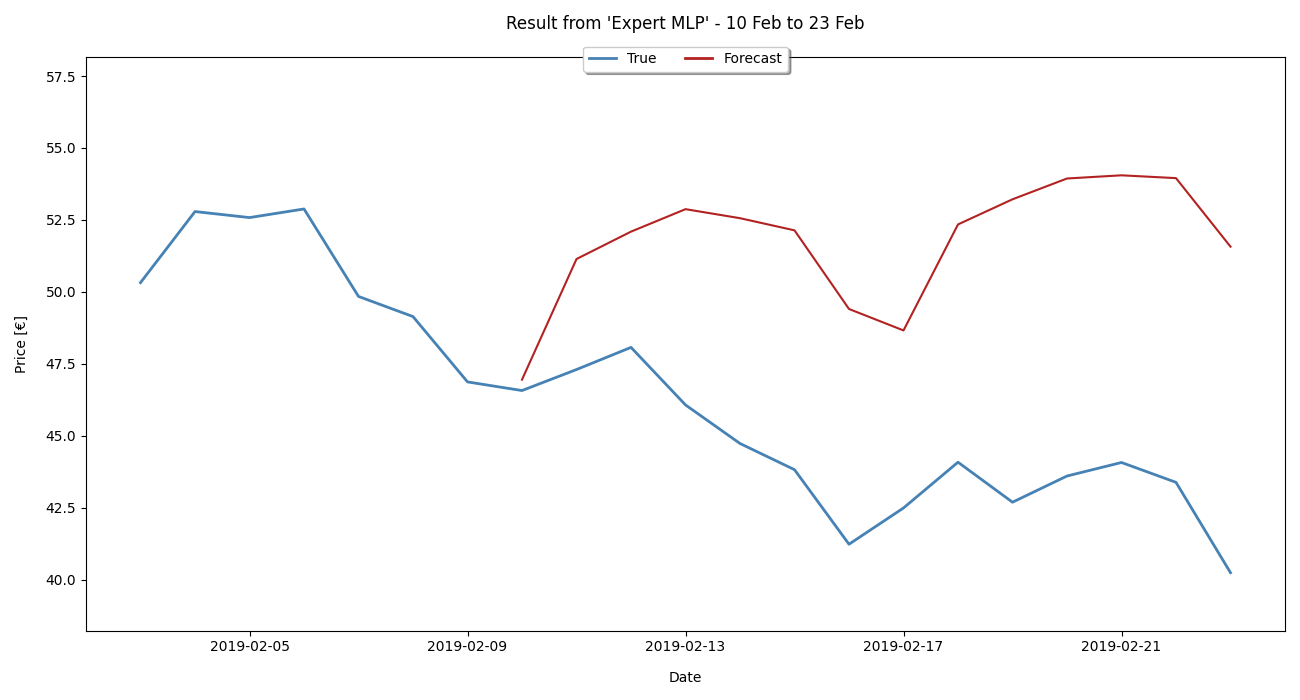 Result from 'Expert MLP' - 10 Feb to 23 Feb
True Forecast
57.5
55.0
52.5
50.0
47.5
45.0
42.5
40.0
Price [€]
2019-02-05 2019-02-09 2019-02-13 2019-02-17 2019-02-21
Date